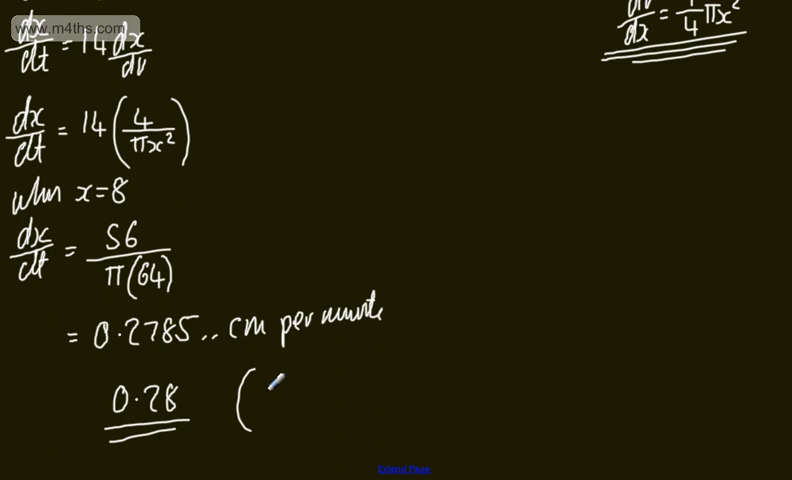 www.m4ths.com
dx/dt = 14 dx/dv
dv/dx = 1/4 πx²
dx/dt = 14 (4/πx²)
when x=8
dx/dt = 56/π(64)
= 0.2785.. cm per minute
0.28 (
Extend Page